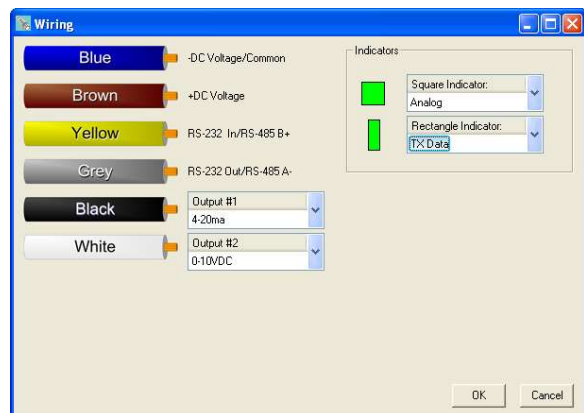 Wiring
Blue
-DC Voltage/Common
Brown
+DC Voltage
Yellow
RS-232 In/RS-485 B+
Grey
RS-232 Out/RS-485 A-
Black
Output #1
4-20ma
White
Output #2
0-10VDC
Indicators
Square Indicator:
Analog
Rectangle Indicator:
TX Data
OK
Cancel